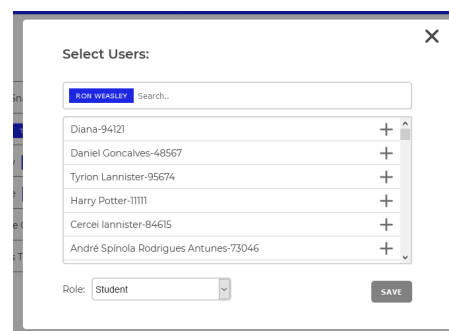 Select Users:
RON WEASLEY Search..
Diana-94121
Daniel Goncalves-48567
Tyrion Lannister-95674
Harry Potter-11111
Cercei lannister-84615
André Spínola Rodrigues Antunes-73046
Role: Student
SAVE